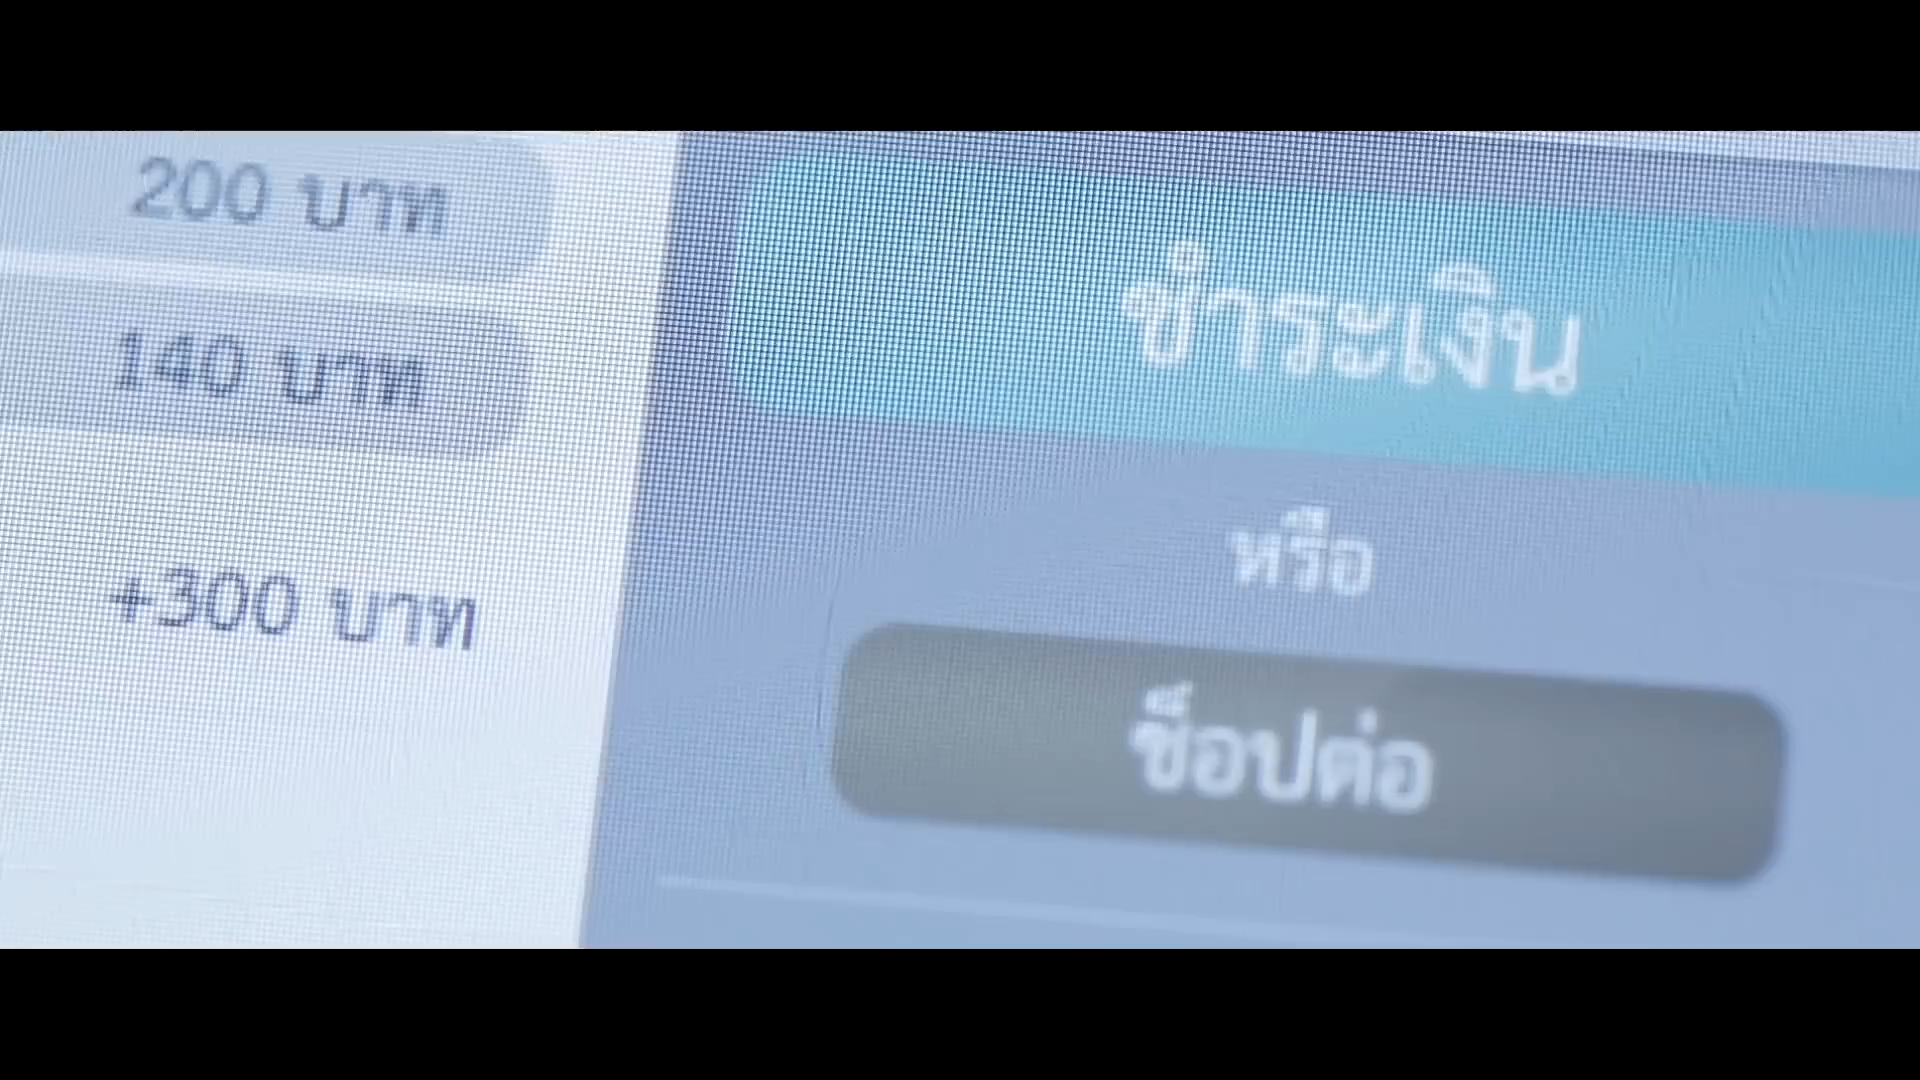 200 บาท
140 บาท
+300 บาท
ชำระเงิน
หรือ
ช็อปต่อ